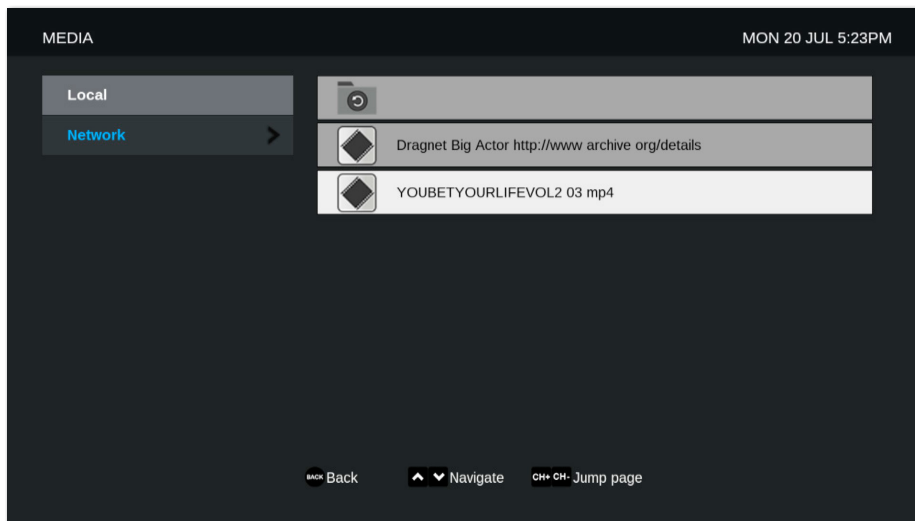 MEDIA
MON 20 JUL 5:23PM
Local
Network
Dragnet Big Actor http://www archive org/details
YOUBETYOURLIFEVOL2 03 mp4
BACK Back
Navigate
CH+ CH- Jump page